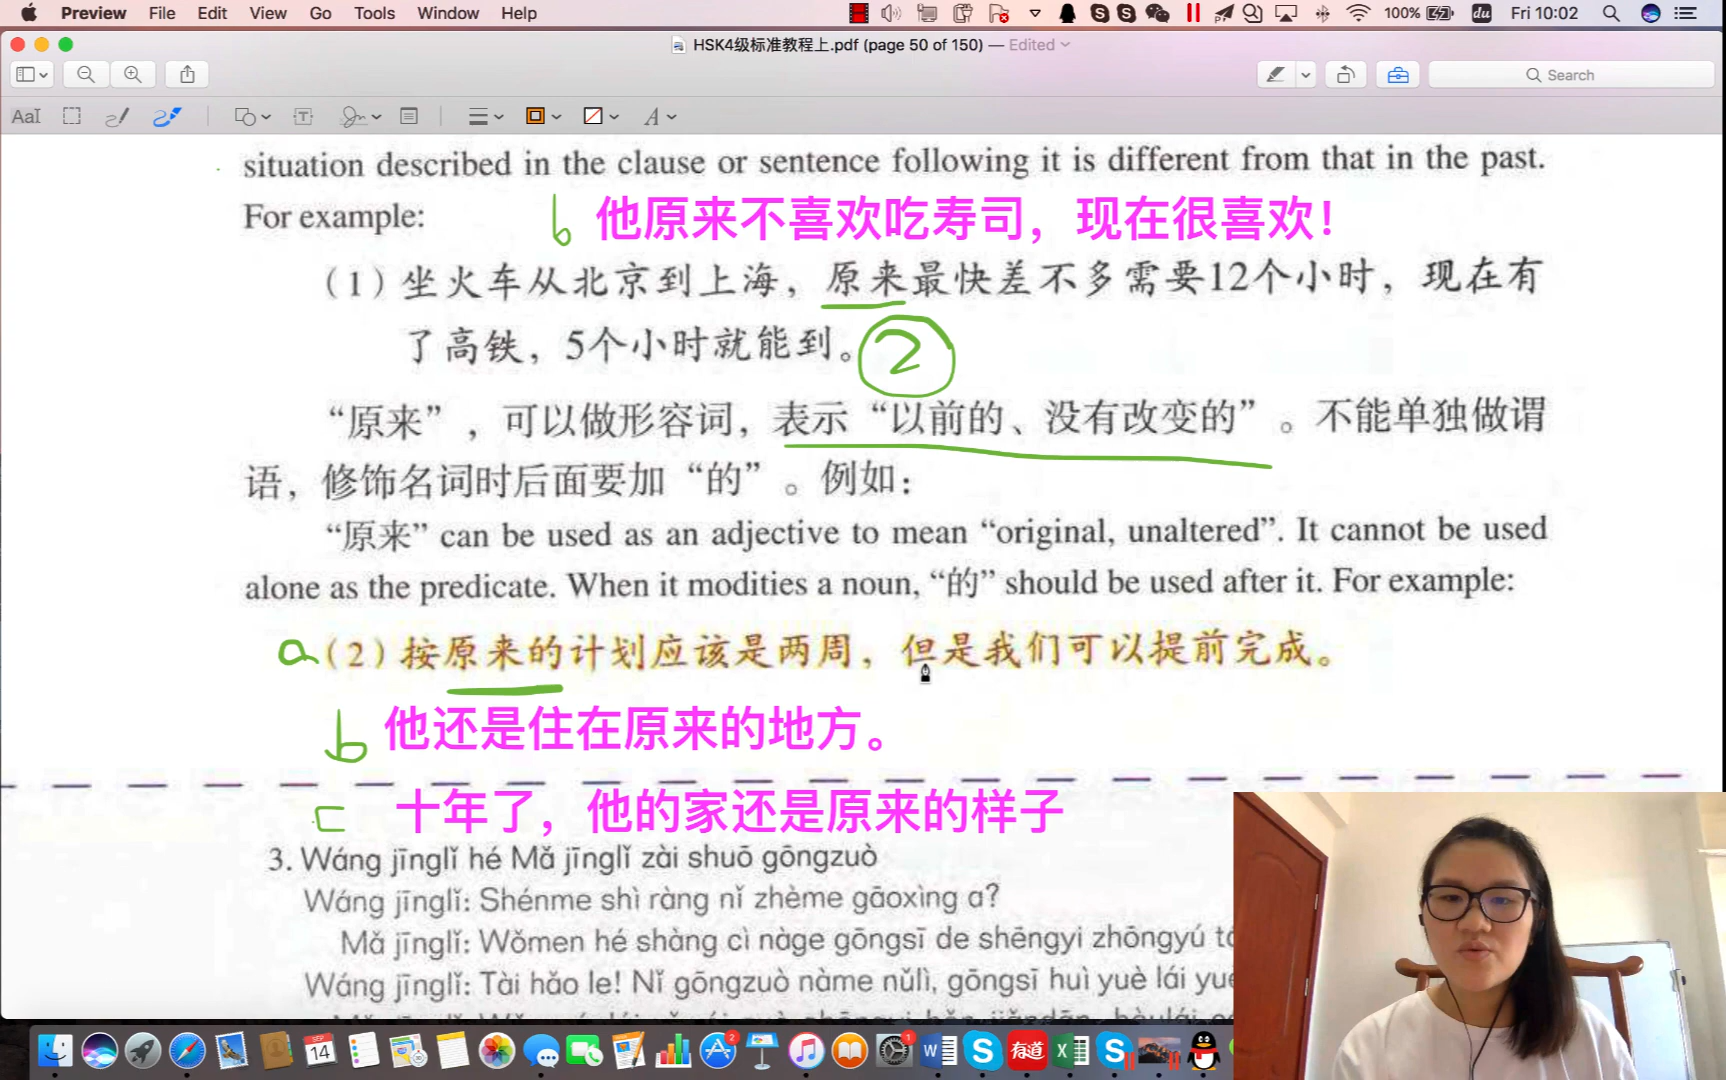 Preview File Edit View Go Tools Window Help 100% du Fri 10:02
HSK4级标准教程上.pdf (page 50 of 150) — Edited
Search
AaI T A
situation described in the clause or sentence following it is different from that in the past.
For example:
b 他原来不喜欢吃寿司，现在很喜欢！
（1）坐火车从北京到上海，原来最快差不多需要12个小时，现在有
了高铁，5个小时就能到。
2
“原来”，可以做形容词，表示“以前的、没有改变的”。不能单独做谓
语，修饰名词时后面要加“的”。例如：
“原来” can be used as an adjective to mean “original, unaltered”. It cannot be used
alone as the predicate. When it modities a noun, “的” should be used after it. For example:
a（2）按原来的计划应该是两周，但是我们可以提前完成。
b 他还是住在原来的地方。
c 十年了，他的家还是原来的样子
3. Wáng jīnglǐ hé Mǎ jīnglǐ zài shuō gōngzuò
Wáng jīnglǐ: Shénme shì ràng nǐ zhème gāoxìng a?
Mǎ jīnglǐ: Wǒmen hé shàng cì nàge gōngsī de shēngyi zhōngyú
Wáng jīnglǐ: Tài hǎo le! Nǐ gōngzuò nàme nǔlì, gōngsī huì yuè lái
SEP 14 2 1 W S 有道 X S